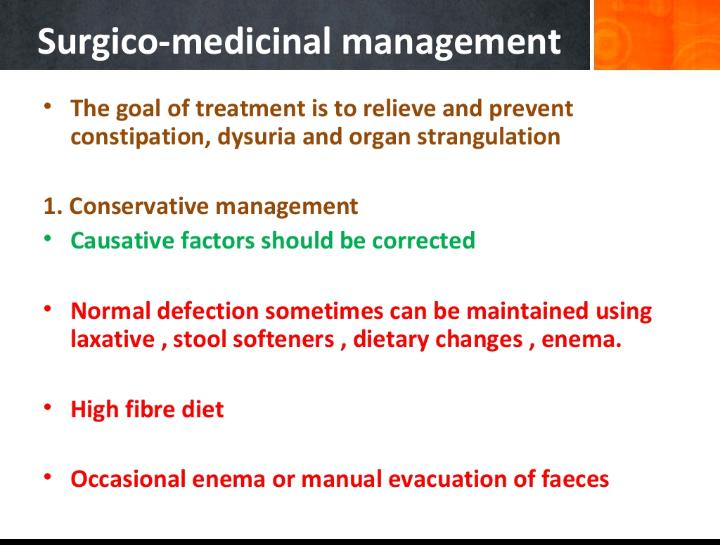 Surgico-medicinal management
• The goal of treatment is to relieve and prevent
constipation, dysuria and organ strangulation
1. Conservative management
• Causative factors should be corrected
• Normal defection sometimes can be maintained using
laxative , stool softeners , dietary changes , enema.
• High fibre diet
• Occasional enema or manual evacuation of faeces